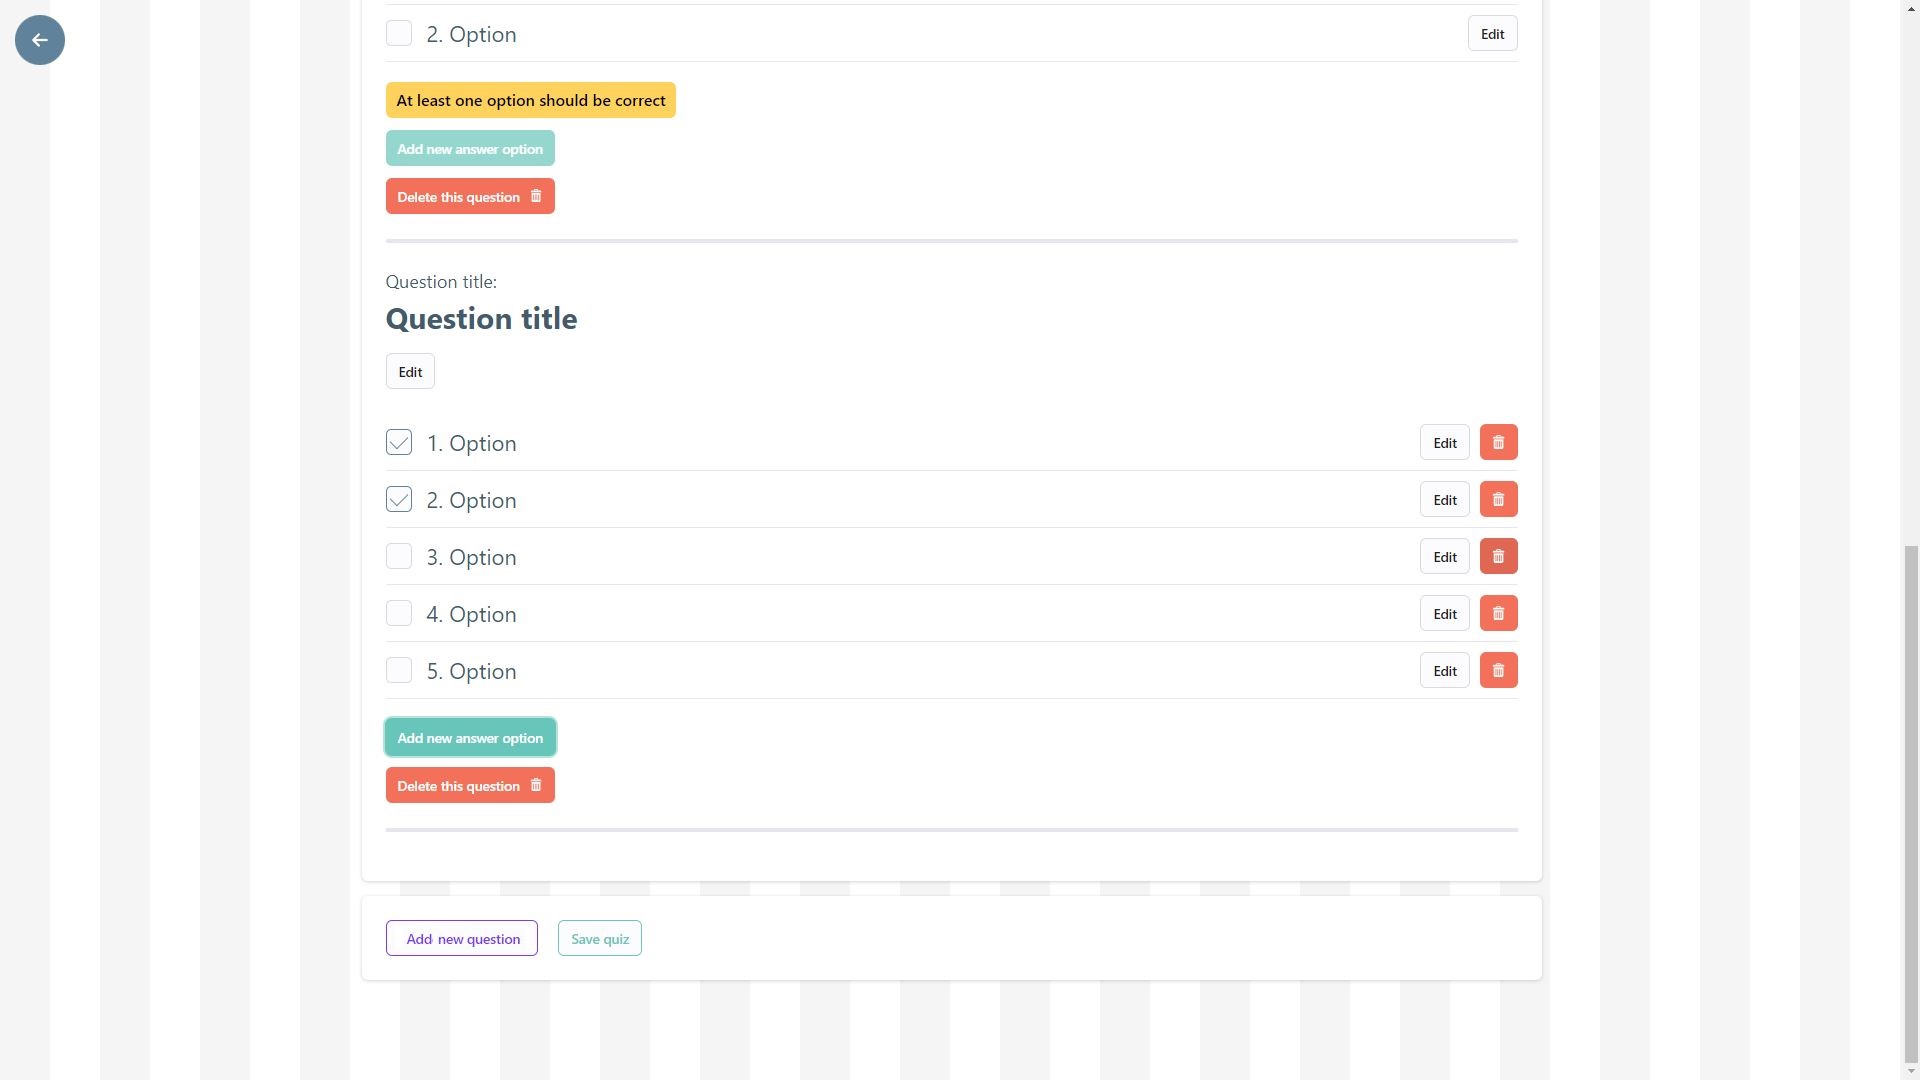 2. Option Edit
At least one option should be correct
Add new answer option
Delete this question
Question title:
Question title
Edit
1. Option Edit
2. Option Edit
3. Option Edit
4. Option Edit
5. Option Edit
Add new answer option
Delete this question
Add new question Save quiz